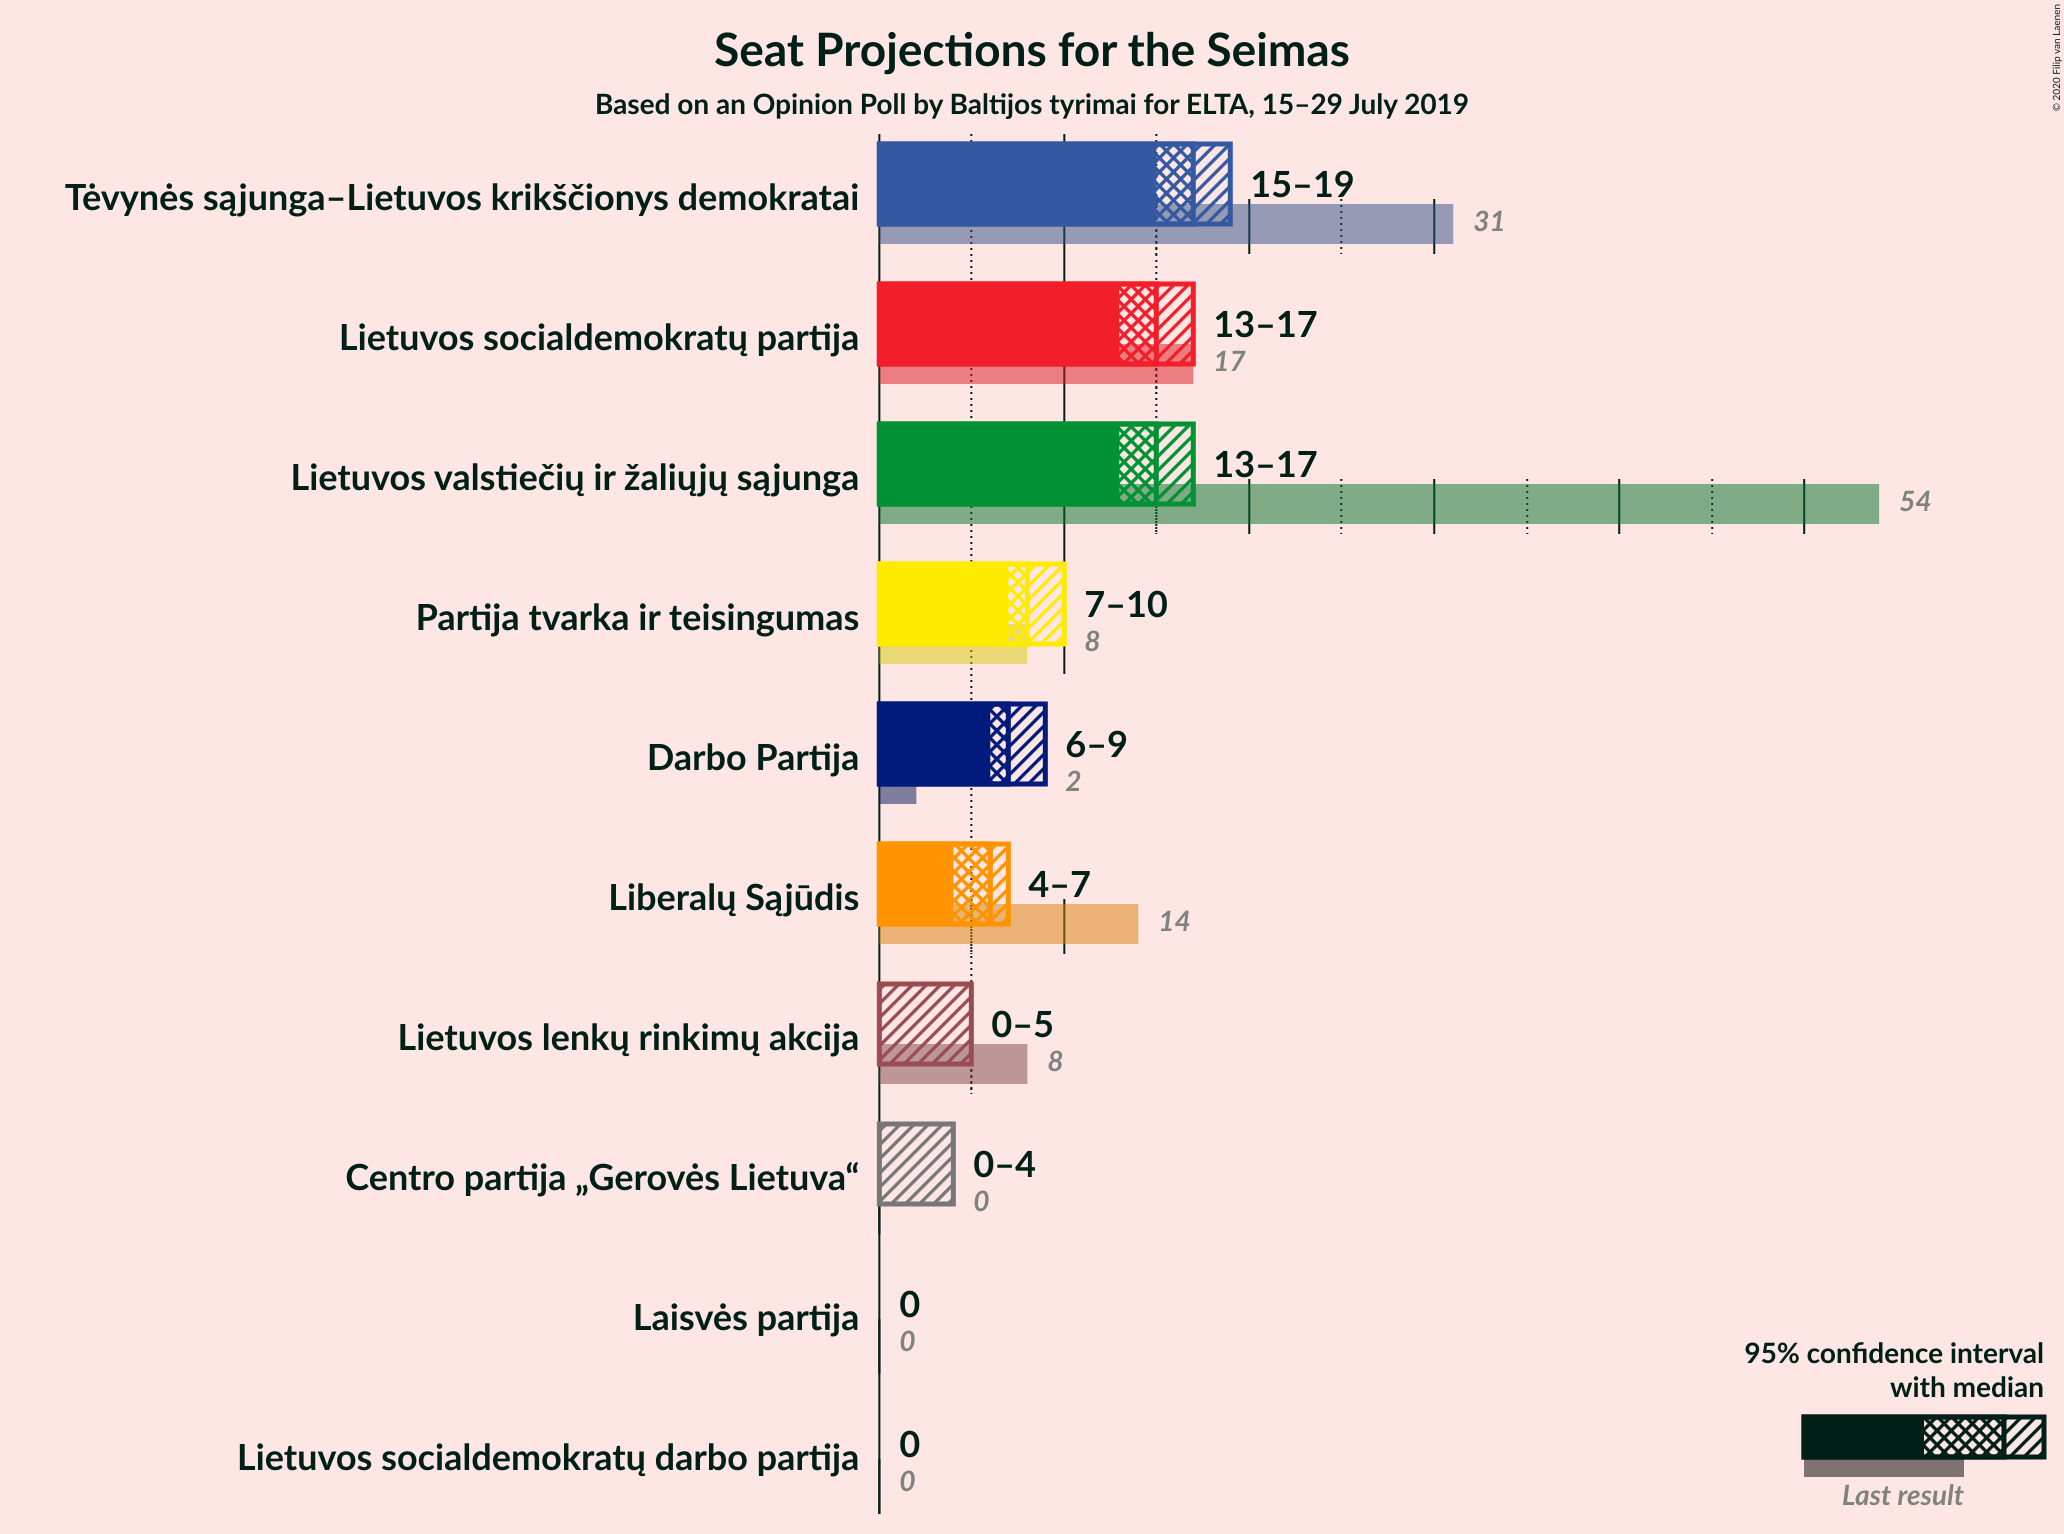 Seat Projections for the Seimas
Based on an Opinion Poll by Baltijos tyrimai for ELTA, 15–29 July 2019
© 2020 Filip van Laenen
Tėvynės sąjunga–Lietuvos krikščionys demokratai
15–19
31
Lietuvos socialdemokratų partija
13–17
17
Lietuvos valstiečių ir žaliųjų sąjunga
13–17
54
Partija tvarka ir teisingumas
7–10
8
Darbo Partija
6–9
2
Liberalų Sąjūdis
4–7
14
Lietuvos lenkų rinkimų akcija
0–5
8
Centro partija „Gerovės Lietuva“
0–4
0
Laisvės partija
0
0
Lietuvos socialdemokratų darbo partija
0
0
95% confidence interval
with median
Last result